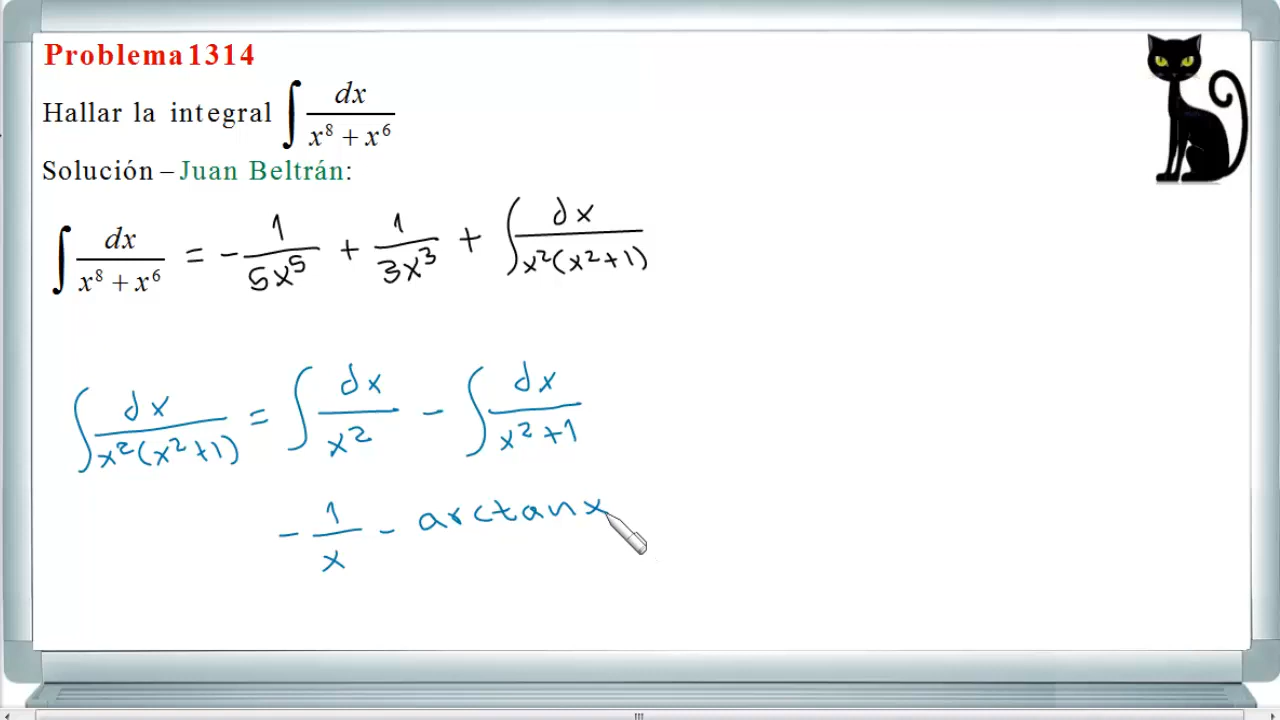 Problema 1314
Hallar la integral ∫ dx / (x⁸ + x⁶)
Solución – Juan Beltrán:
∫ dx / (x⁸ + x⁶) = - 1 / (5x⁵) + 1 / (3x³) + ∫ dx / (x²(x²+1))
∫ dx / (x²(x²+1)) = ∫ dx / x² - ∫ dx / (x²+1)
- 1 / x - arctan x